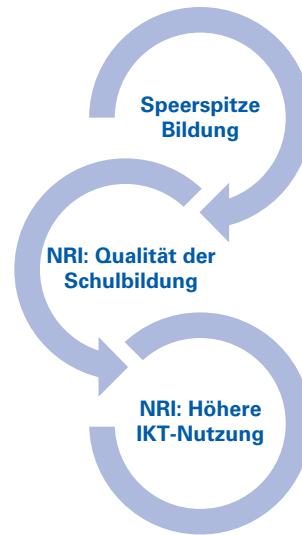 Speerspitze
Bildung
NRI: Qualität der
Schulbildung
NRI: Höhere
IKT-Nutzung